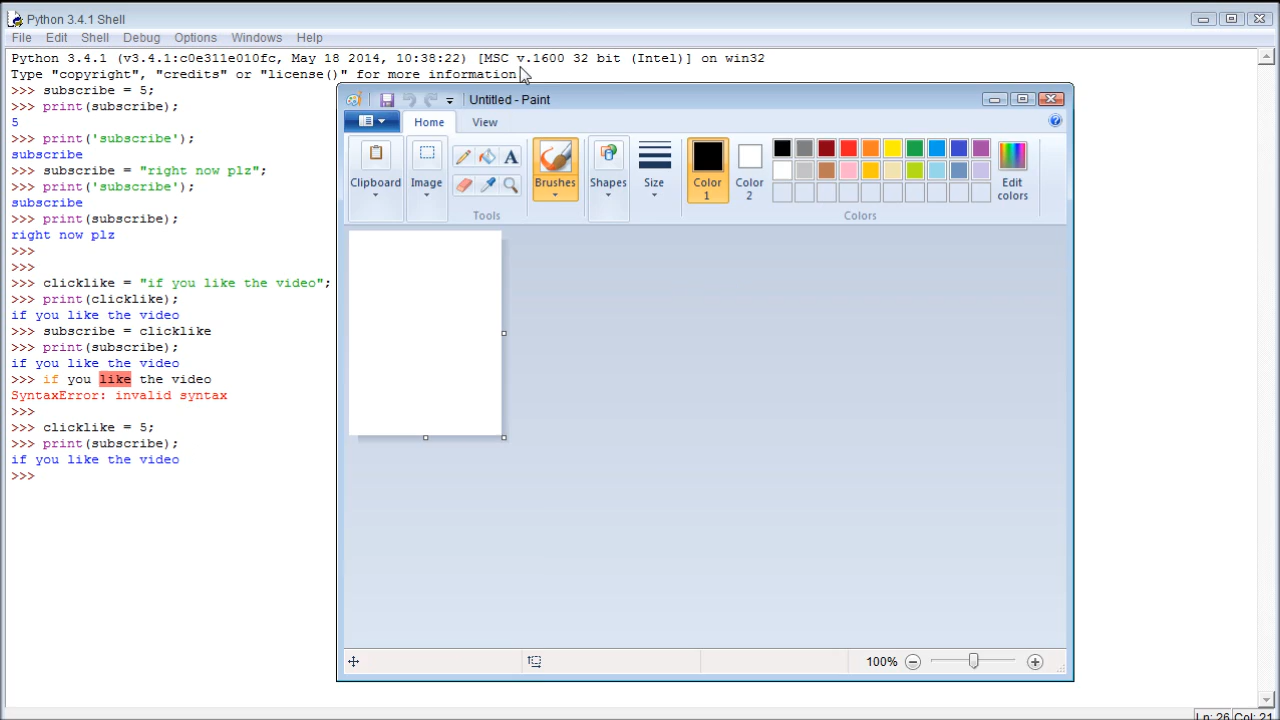 Python 3.4.1 Shell
File Edit Shell Debug Options Windows Help
Python 3.4.1 (v3.4.1:c0e311e010fc, May 18 2014, 10:38:22) [MSC v.1600 32 bit (Intel)] on win32
Type "copyright", "credits" or "license()" for more information
>>> subscribe = 5;
>>> print(subscribe);
5
>>> print('subscribe');
subscribe
>>> subscribe = "right now plz";
>>> print('subscribe');
subscribe
>>> print(subscribe);
right now plz
>>>
>>>
>>> clicklike = "if you like the video";
>>> print(clicklike);
if you like the video
>>> subscribe = clicklike
>>> print(subscribe);
if you like the video
>>> if you like the video
SyntaxError: invalid syntax
>>>
>>> clicklike = 5;
>>> print(subscribe);
if you like the video
>>>
Untitled - Paint
Home View
Clipboard Image Tools Brushes Shapes Size Color 1 Color 2 Edit colors
Colors
100%
Ln: 26 Col: 21